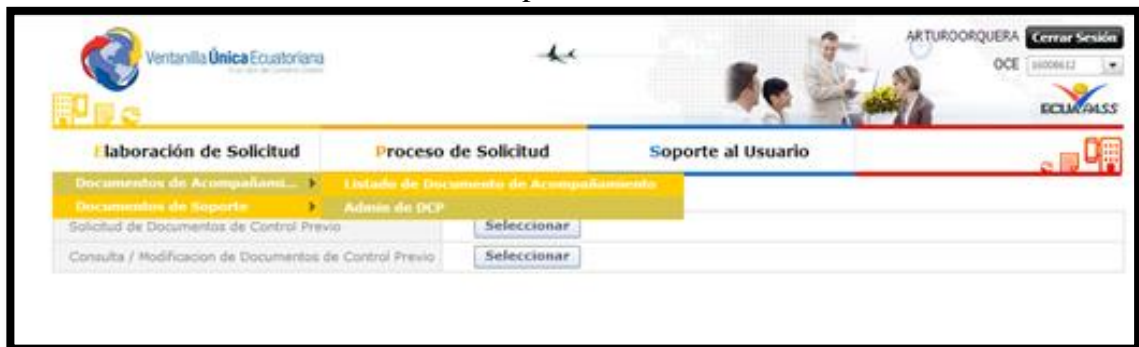 Ventanilla Única Ecuatoriana
ARTUROORQUERA Cerrar Sesión
OCE 16000612
ECUAPASS
Elaboración de Solicitud Proceso de Solicitud Soporte al Usuario
Documentos de Acompañami... Listado de Documento de Acompañamiento
Documentos de Soporte Admin de DCP
Solicitud de Documentos de Control Previo Seleccionar
Consulta / Modificacion de Documentos de Control Previo Seleccionar